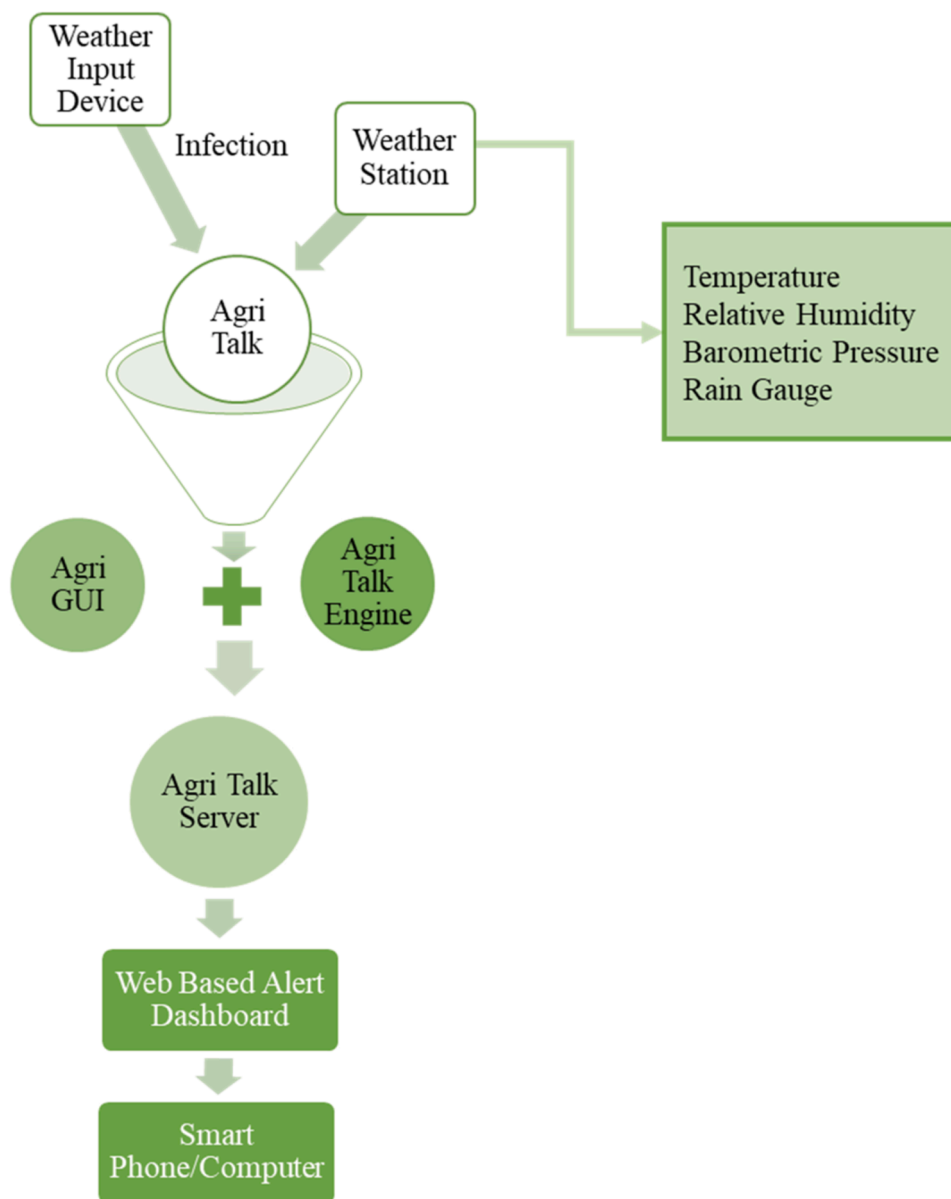 Weather
Input
Device
Infection
Weather
Station
Temperature
Relative Humidity
Barometric Pressure
Rain Gauge
Agri
Talk
Agri
GUI
Agri
Talk
Engine
Agri Talk
Server
Web Based Alert
Dashboard
Smart
Phone/Computer